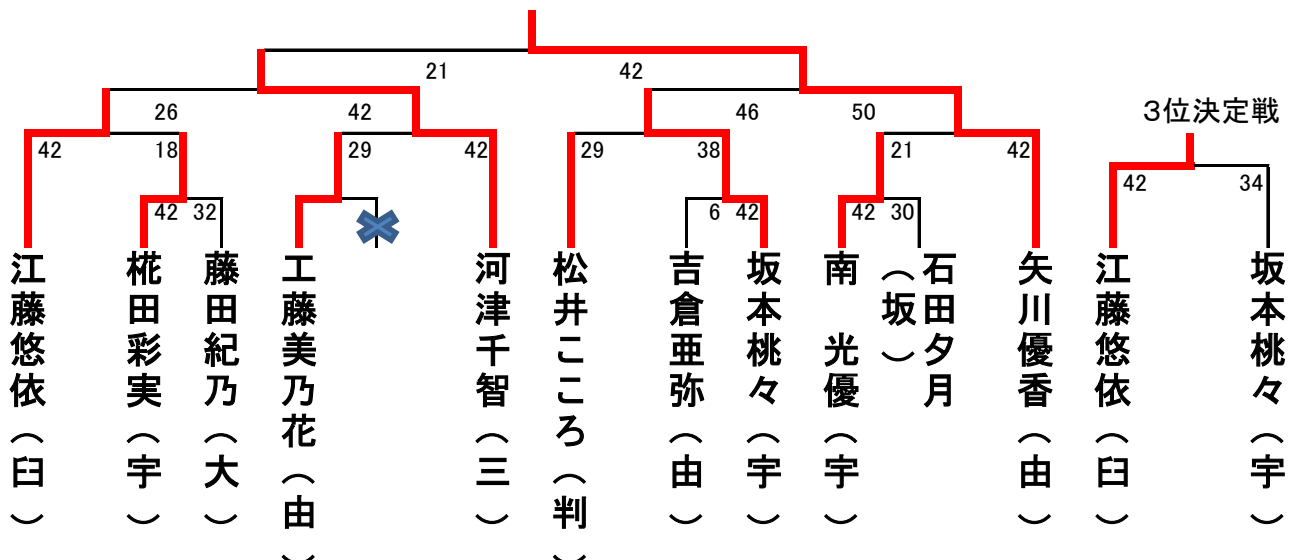 21 42
26 42 46 50
3位決定戦
42 18 29 42 29 38 21 42
42 34
42 32 6 42 42 30
江藤悠依（臼）
椛田彩実（宇）
藤田紀乃（大）
工藤美乃花（由）
河津千智（三）
松井こころ（判）
吉倉亜弥（由）
坂本桃々（宇）
南　光優（宇）
石田夕月
（坂）
矢川優香（由）
江藤悠依（臼）
坂本桃々（宇）